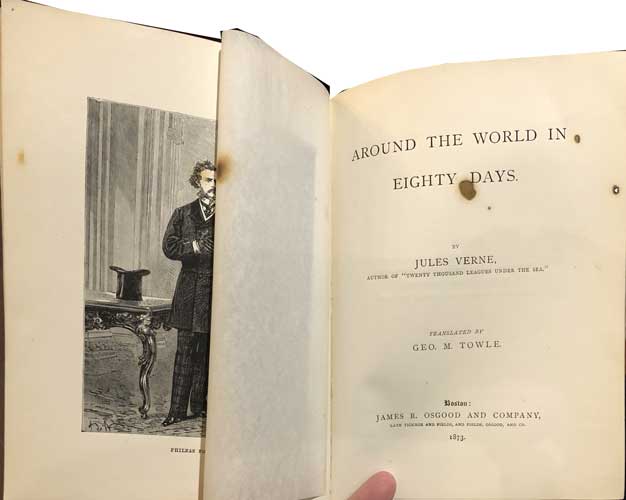 PHILEAS
AROUND THE WORLD IN
EIGHTY DAYS.
BY
JULES VERNE,
AUTHOR OF "TWENTY THOUSAND LEAGUES UNDER THE SEA."
TRANSLATED BY
GEO. M. TOWLE.
Boston:
JAMES R. OSGOOD AND COMPANY,
LATE TICKNOR AND FIELDS, AND FIELDS, OSGOOD, AND CO.
1873.